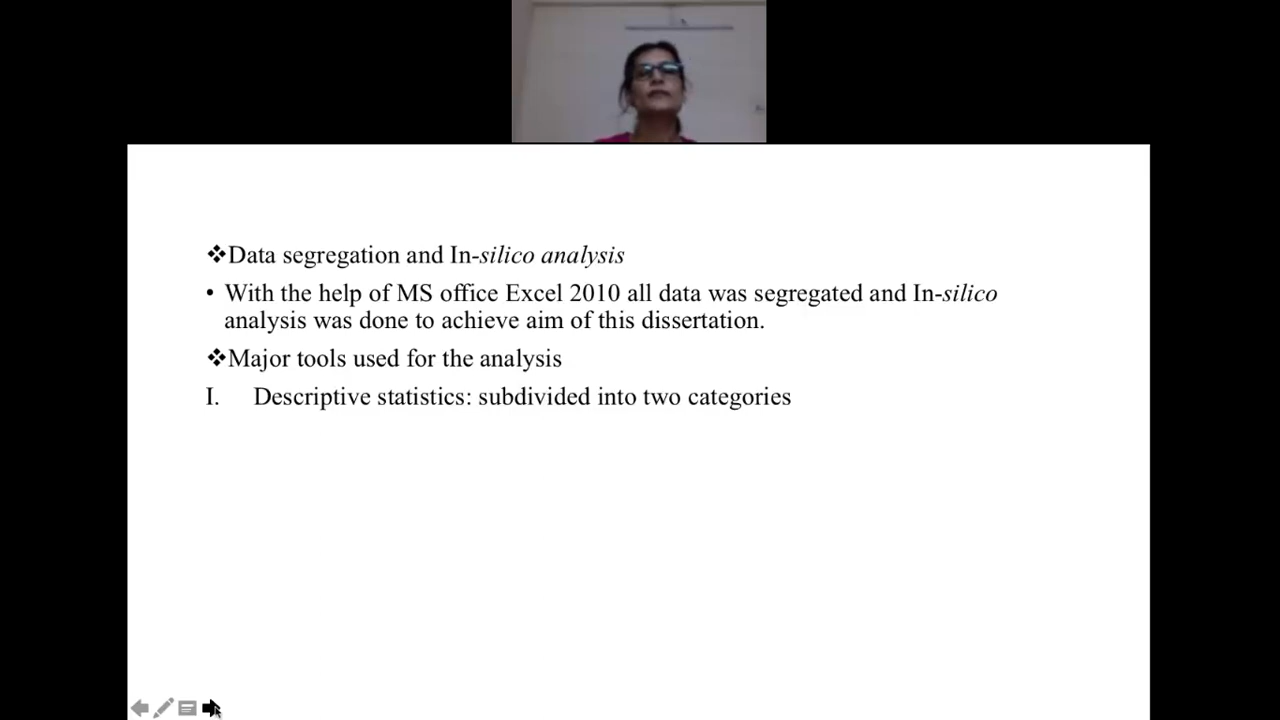 ❖Data segregation and In-silico analysis
• With the help of MS office Excel 2010 all data was segregated and In-silico
analysis was done to achieve aim of this dissertation.
❖Major tools used for the analysis
I. Descriptive statistics: subdivided into two categories